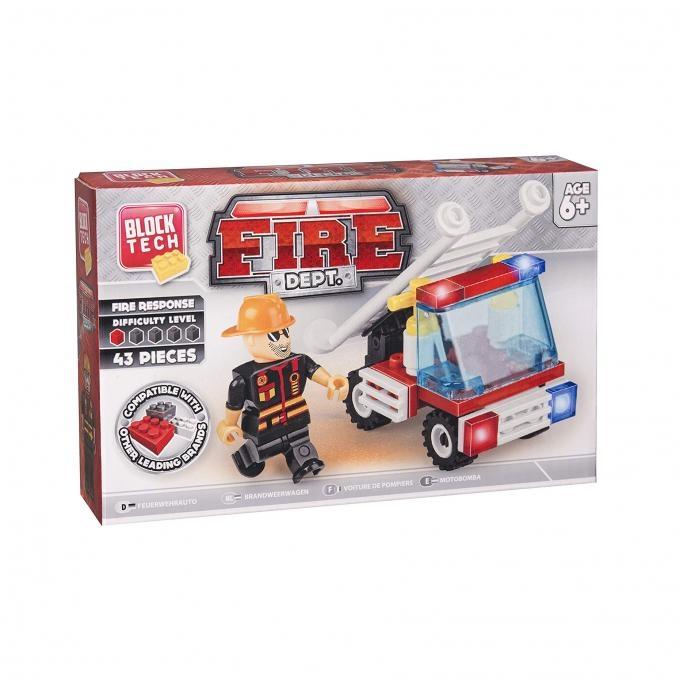 BLOCK
TECH
FIRE
DEPT.
AGE
6+
FIRE RESPONSE
DIFFICULTY LEVEL
43 PIECES
COMPATIBLE WITH
OTHER LEADING BRANDS
D FEUERWEHRAUTO
NL BRANDWEERWAGEN
F VOITURE DE POMPIERS
E MOTOBOMBA